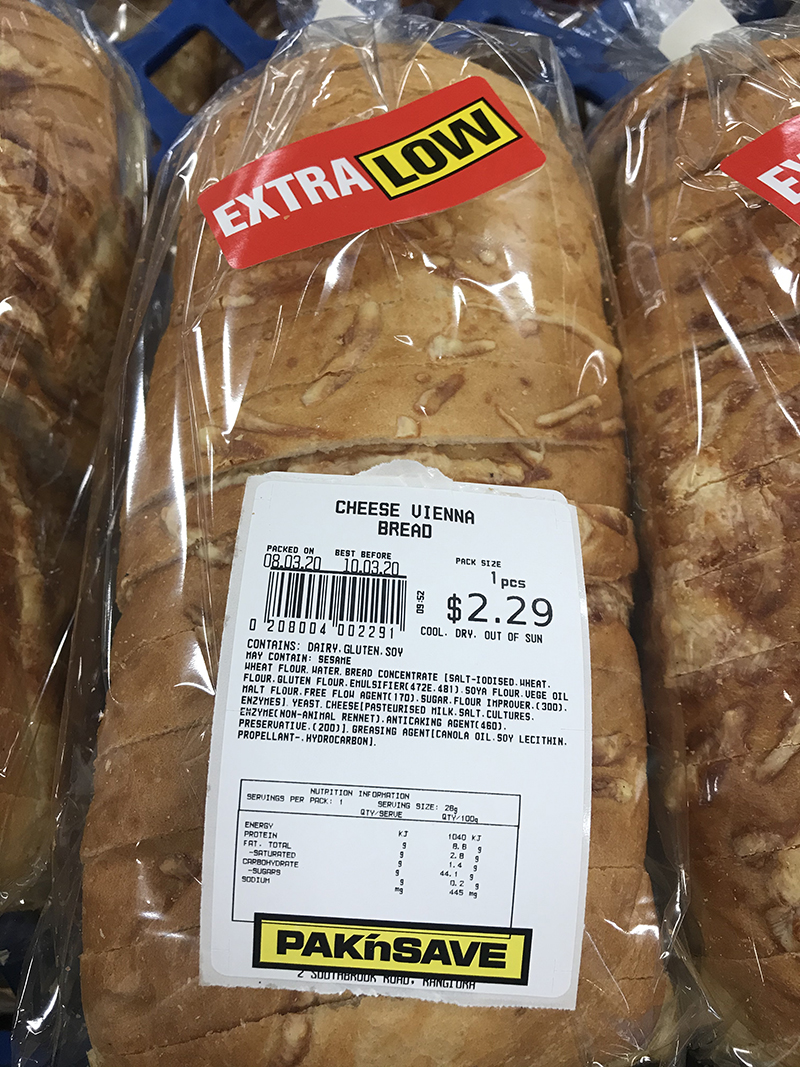 EXTRA LOW
EX
CHEESE VIENNA
BREAD
PACKED ON BEST BEFORE PACK SIZE
08.03.20 10.03.20 1 pcs
09:52
$2.29
0 208004 002291
COOL. DRY. OUT OF SUN
CONTAINS: DAIRY.GLUTEN.SOY
MAY CONTAIN: SESAME
WHEAT FLOUR. WATER. BREAD CONCENTRATE [SALT-IODISED.WHEAT.
FLOUR.GLUTEN FLOUR.EMULSIFIER(472E.481).SOYA FLOUR.VEGE OIL
MALT FLOUR.FREE FLOW AGENT(170).SUGAR.FLOUR IMPROVER.(300).
ENZYMES]. YEAST. CHEESE[PASTEURISED MILK.SALT.CULTURES.
ENZYME(NON-ANIMAL RENNET).ANTICAKING AGENT(460).
PRESERVATIVE.(200)]. GREASING AGENT[CANOLA OIL.SOY LECITHIN.
PROPELLANT-.HYDROCARBON].
NUTRITION INFORMATION
SERVINGS PER PACK: 1 SERVING SIZE: 28g
QTY/SERVE QTY/100g
ENERGY KJ 1040 KJ
PROTEIN g 8.8 g
FAT. TOTAL g 2.8 g
-SATURATED g 1.4 g
CARBOHYDRATE g 44.1 g
-SUGARS g 0.2 g
SODIUM mg 445 mg
PAK'nSAVE
2 SOUTHBROOK ROAD, RANGIORA